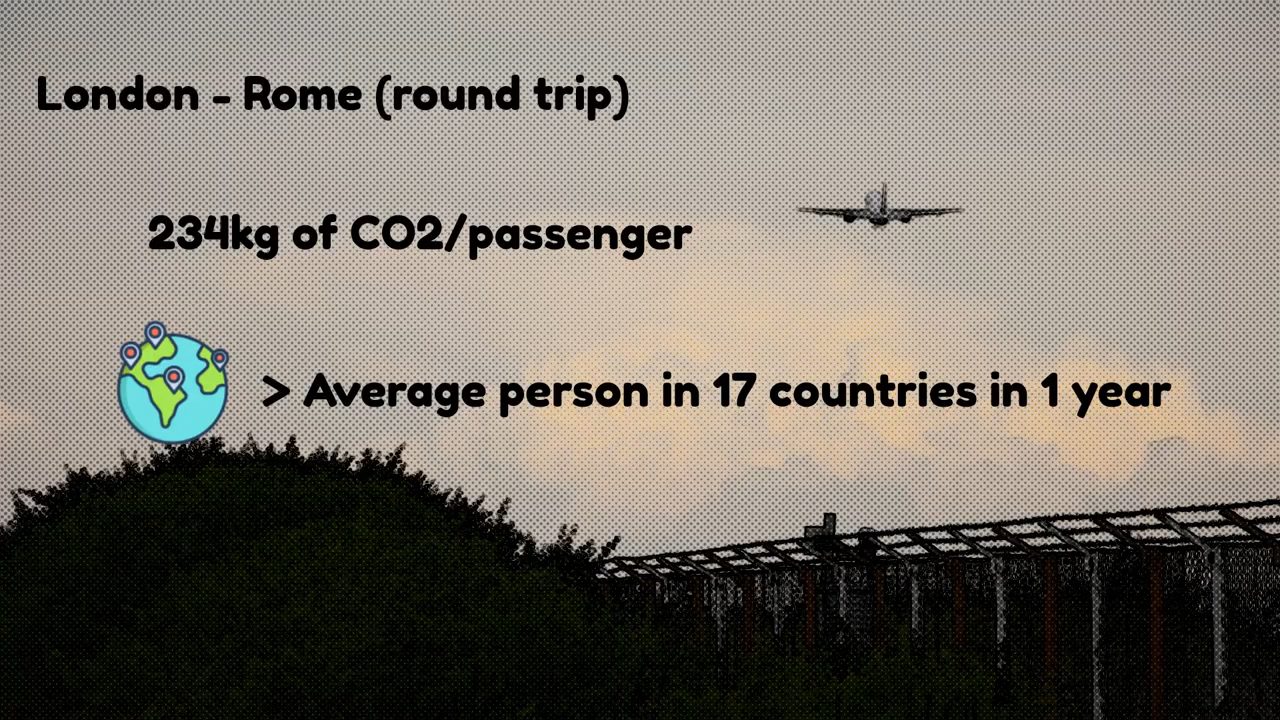 London - Rome (round trip)
234kg of CO2/passenger
> Average person in 17 countries in 1 year